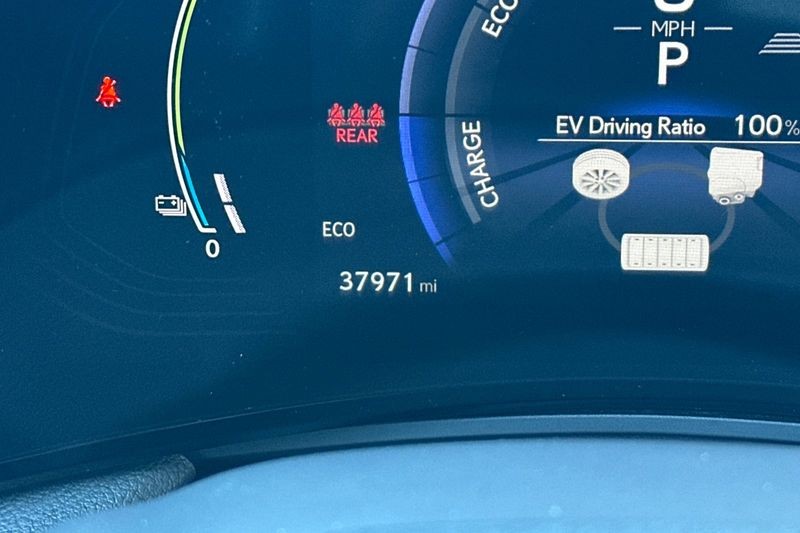 ECO
MPH
P
EV Driving Ratio 100%
CHARGE
REAR
ECO
0
37971 mi